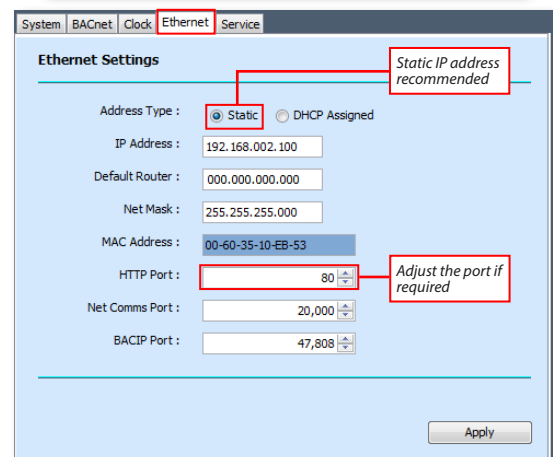 System BACnet Clock Ethernet Service
Ethernet Settings
Static IP address
recommended
Address Type : Static DHCP Assigned
IP Address : 192.168.002.100
Default Router : 000.000.000.000
Net Mask : 255.255.255.000
MAC Address : 00-60-35-10-EB-53
HTTP Port : 80
Adjust the port if
required
Net Comms Port : 20,000
BACIP Port : 47,808
Apply